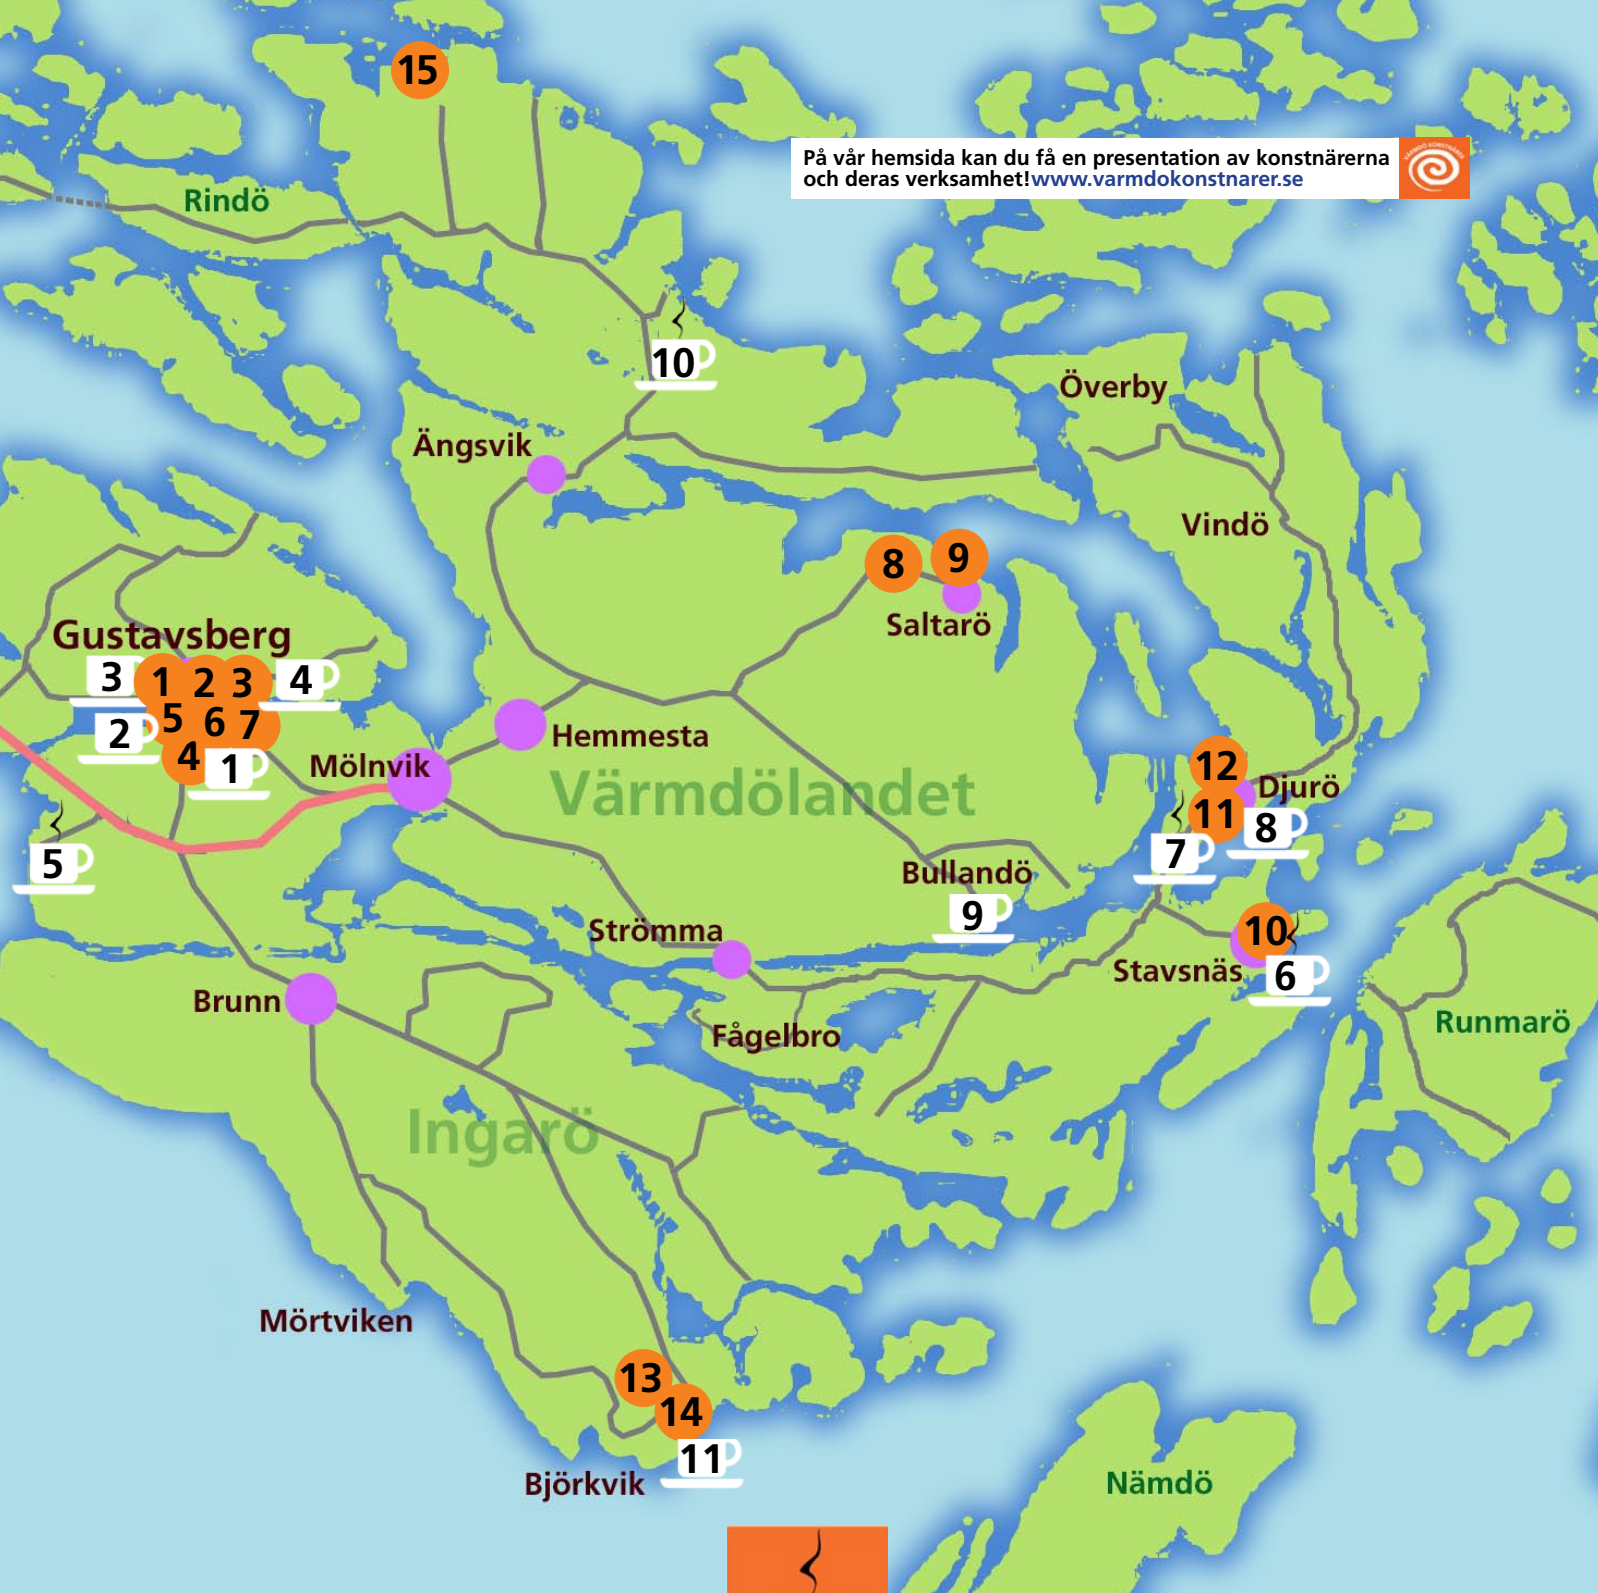 15
På vår hemsida kan du få en presentation av konstnärerna
och deras verksamhet!www.varmdokonstnarer.se
VÄRMDÖ KONSTNÄRER
Rindö
10
Överby
Ängsvik
Vindö
8
9
Saltarö
Gustavsberg
3
1
2
3
4
2
5
6
7
4
1
Mölnvik
Hemmesta
Värmdölandet
12
Djurö
11
8
7
5
Bullandö
9
Strömma
10
Stavsnäs
6
Brunn
Fågelbro
Runmarö
Ingarö
Mörtviken
13
14
11
Björkvik
Nämdö